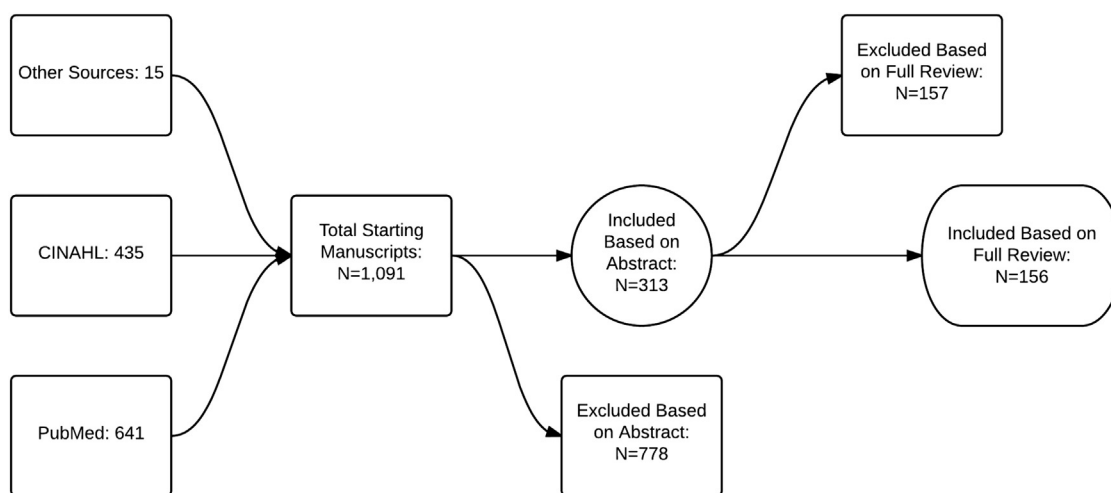 Other Sources: 15
CINAHL: 435
PubMed: 641
Total Starting
Manuscripts:
N=1,091
Included
Based on
Abstract:
N=313
Excluded Based
on Abstract:
N=778
Excluded Based
on Full Review:
N=157
Included Based on
Full Review:
N=156